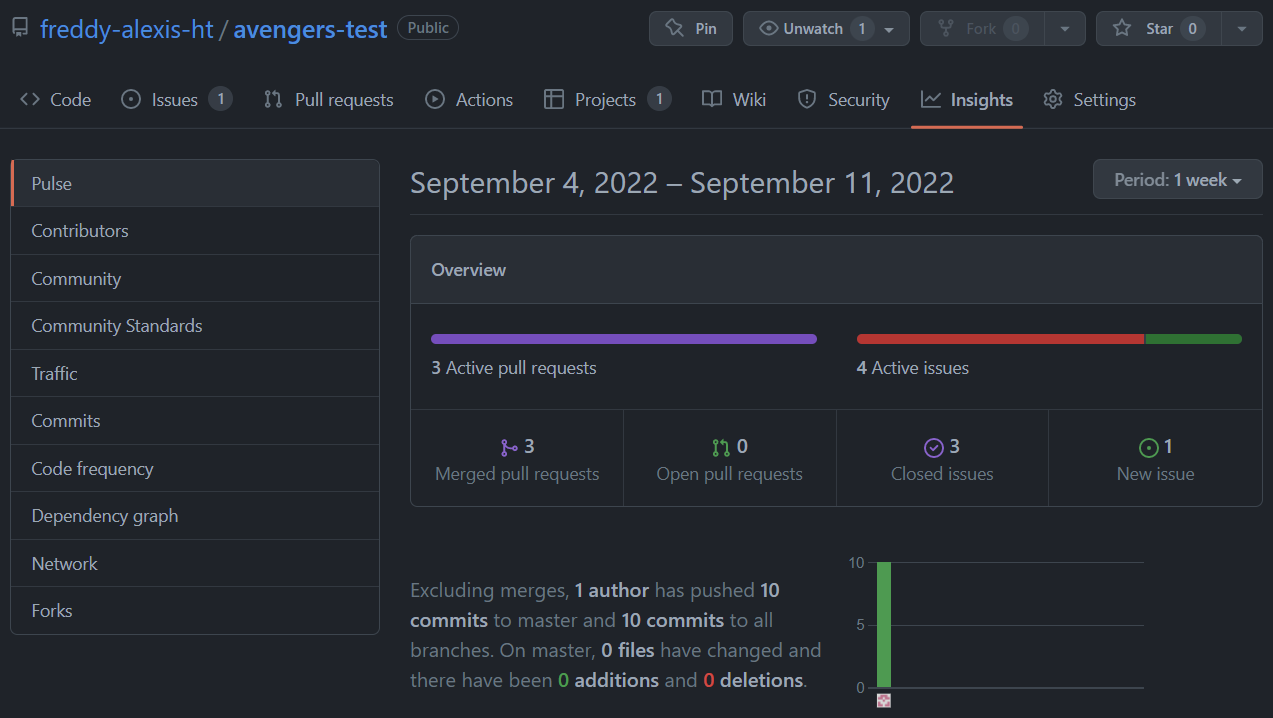 freddy-alexis-ht / avengers-test Public Pin Unwatch 1 Fork 0 Star 0
Code Issues 1 Pull requests Actions Projects 1 Wiki Security Insights Settings
Pulse
Contributors
Community
Community Standards
Traffic
Commits
Code frequency
Dependency graph
Network
Forks
September 4, 2022 – September 11, 2022
Period: 1 week
Overview
3 Active pull requests
4 Active issues
3
Merged pull requests
0
Open pull requests
3
Closed issues
1
New issue
Excluding merges, 1 author has pushed 10
commits to master and 10 commits to all
branches. On master, 0 files have changed and
there have been 0 additions and 0 deletions.
10
5
0